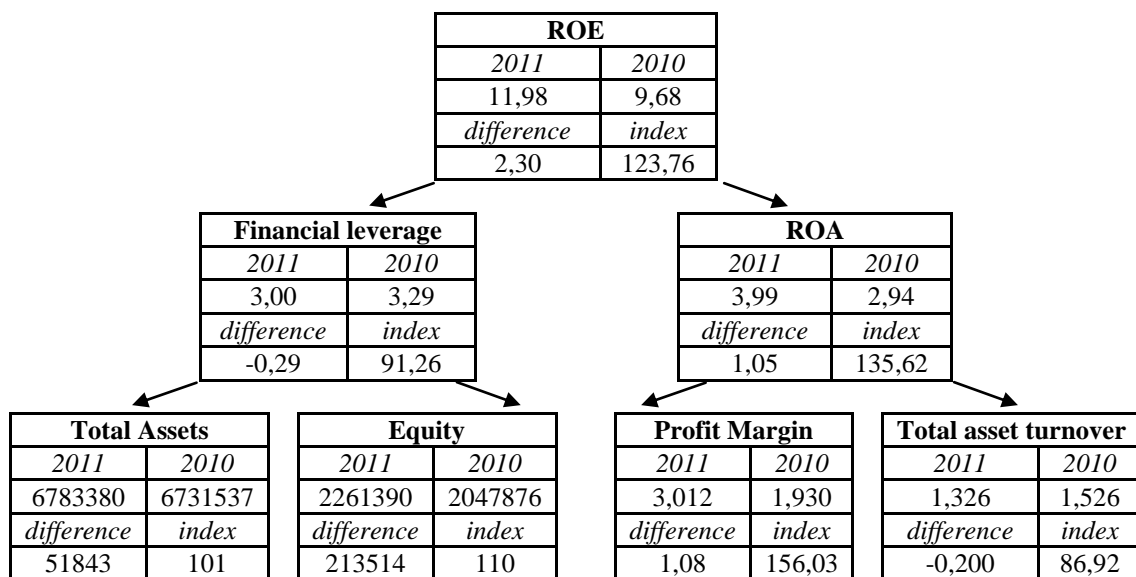 ROE
2011 2010
11,98 9,68
difference index
2,30 123,76
Financial leverage
2011 2010
3,00 3,29
difference index
-0,29 91,26
ROA
2011 2010
3,99 2,94
difference index
1,05 135,62
Total Assets
2011 2010
6783380 6731537
difference index
51843 101
Equity
2011 2010
2261390 2047876
difference index
213514 110
Profit Margin
2011 2010
3,012 1,930
difference index
1,08 156,03
Total asset turnover
2011 2010
1,326 1,526
difference index
-0,200 86,92